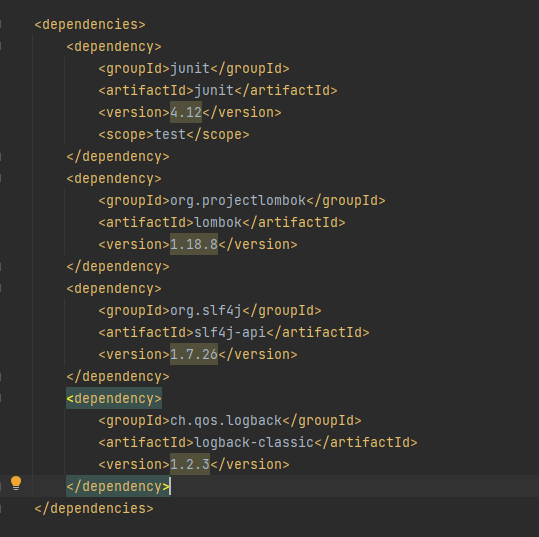 <dependencies>
<dependency>
<groupId>junit</groupId>
<artifactId>junit</artifactId>
<version>4.12</version>
<scope>test</scope>
</dependency>
<dependency>
<groupId>org.projectlombok</groupId>
<artifactId>lombok</artifactId>
<version>1.18.8</version>
</dependency>
<dependency>
<groupId>org.slf4j</groupId>
<artifactId>slf4j-api</artifactId>
<version>1.7.26</version>
</dependency>
<dependency>
<groupId>ch.qos.logback</groupId>
<artifactId>logback-classic</artifactId>
<version>1.2.3</version>
</dependency>
</dependencies>